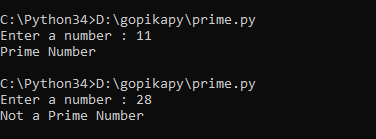 C:\Python34>D:\gopikapy\prime.py
Enter a number : 11
Prime Number
C:\Python34>D:\gopikapy\prime.py
Enter a number : 28
Not a Prime Number